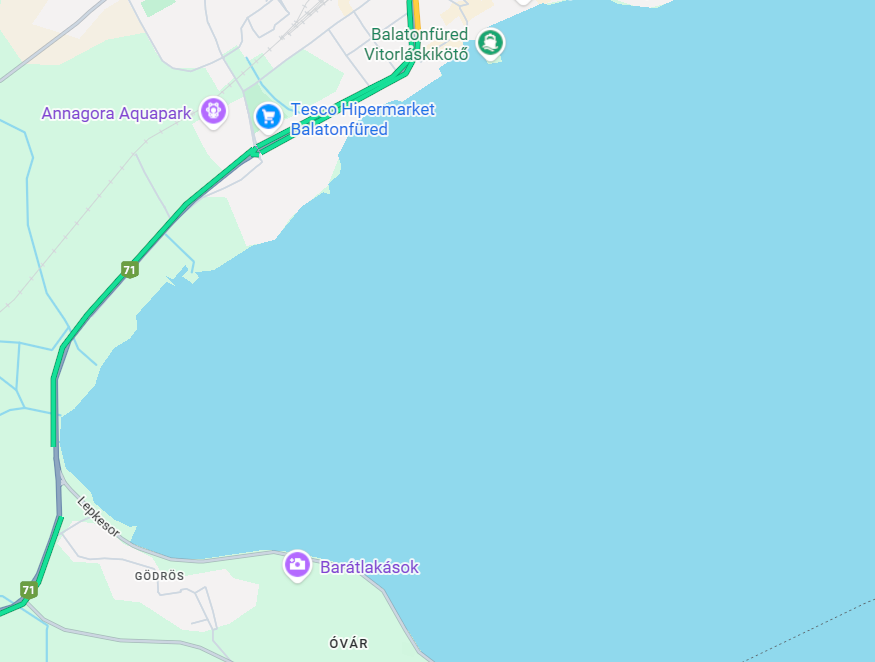 Balatonfüred
Vitorláskikötő
Annagora Aquapark
Tesco Hipermarket
Balatonfüred
71
Lepkesor
Barátlakások
GÖDRÖS
71
ÓVÁR